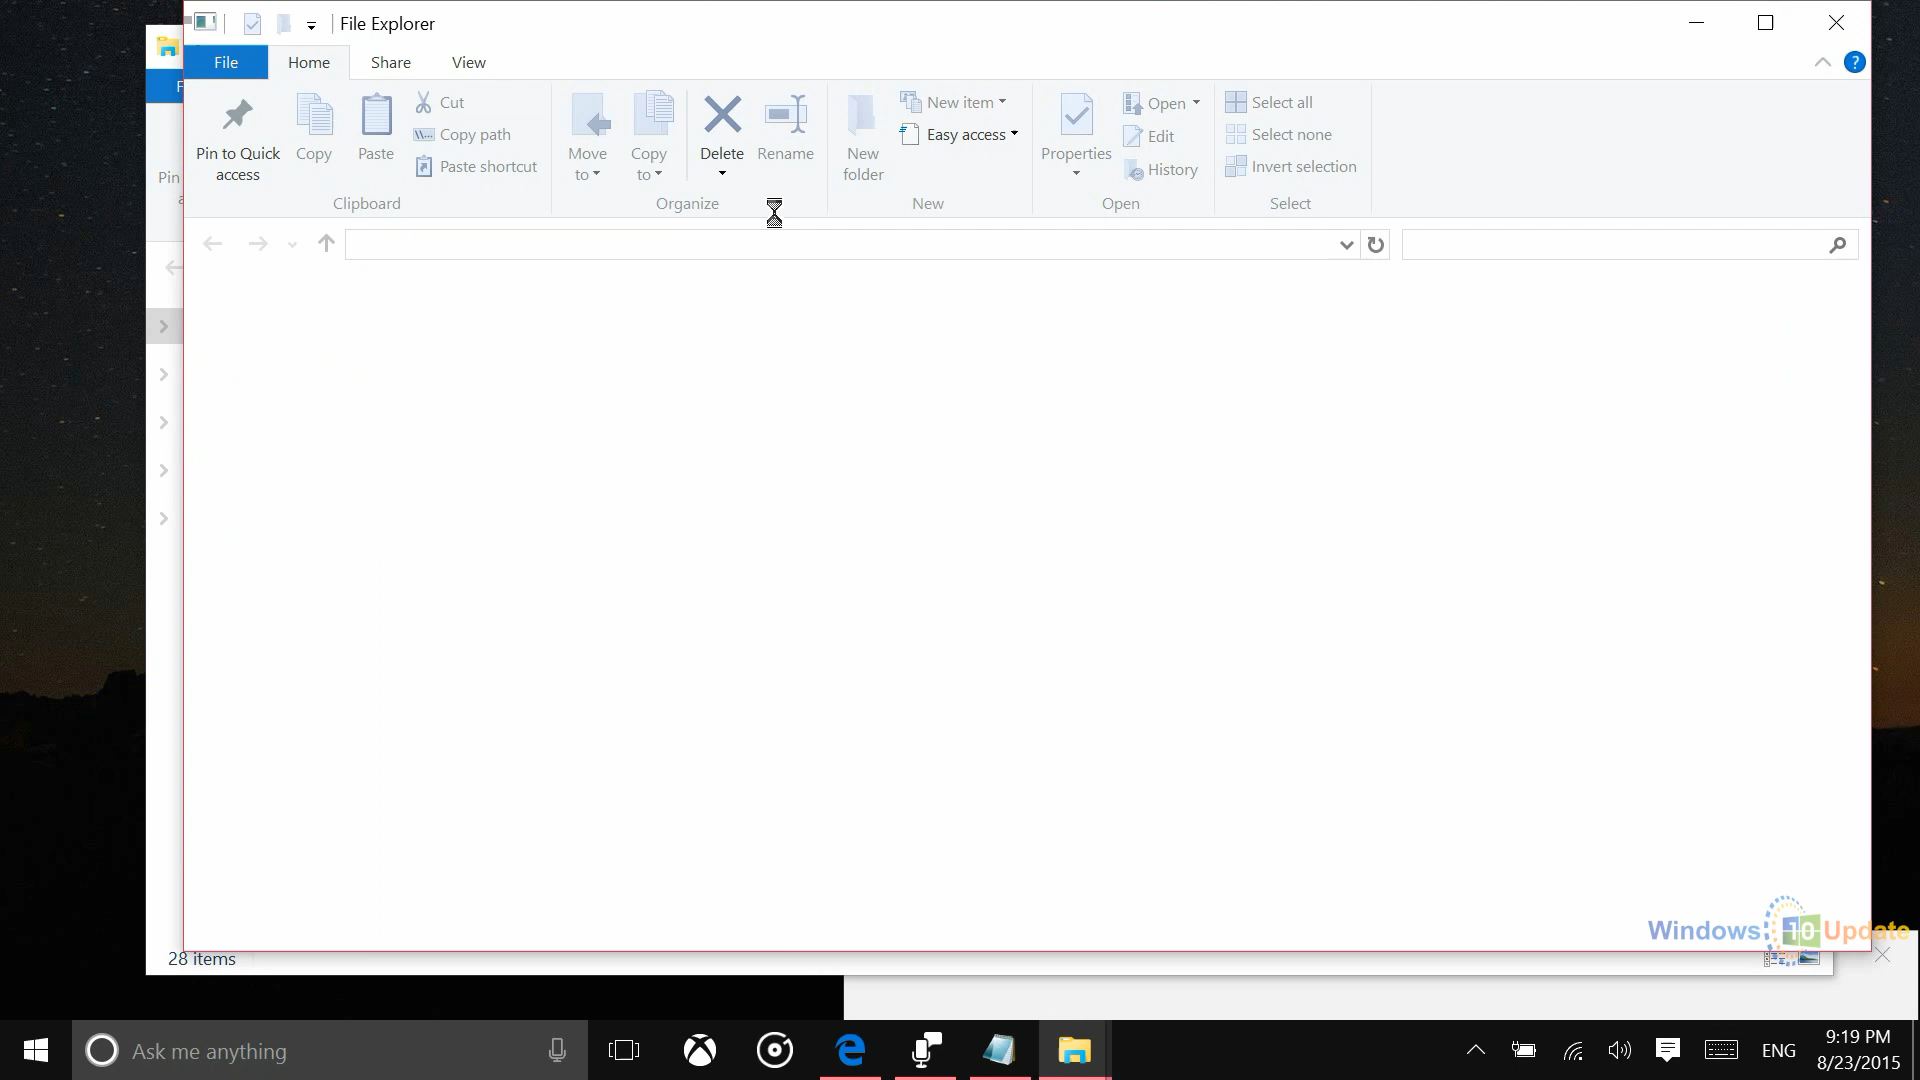 File Explorer
File
Home
Share
View
?
F
Pin to Quick access
Copy
Paste
Cut
Copy path
Paste shortcut
Move to
Copy to
Delete
Rename
New folder
New item
Easy access
Properties
Open
Edit
History
Select all
Select none
Invert selection
Pin
a
Clipboard
Organize
New
Open
Select
Windows 10 Update
28 items
Ask me anything
ENG
9:19 PM
8/23/2015